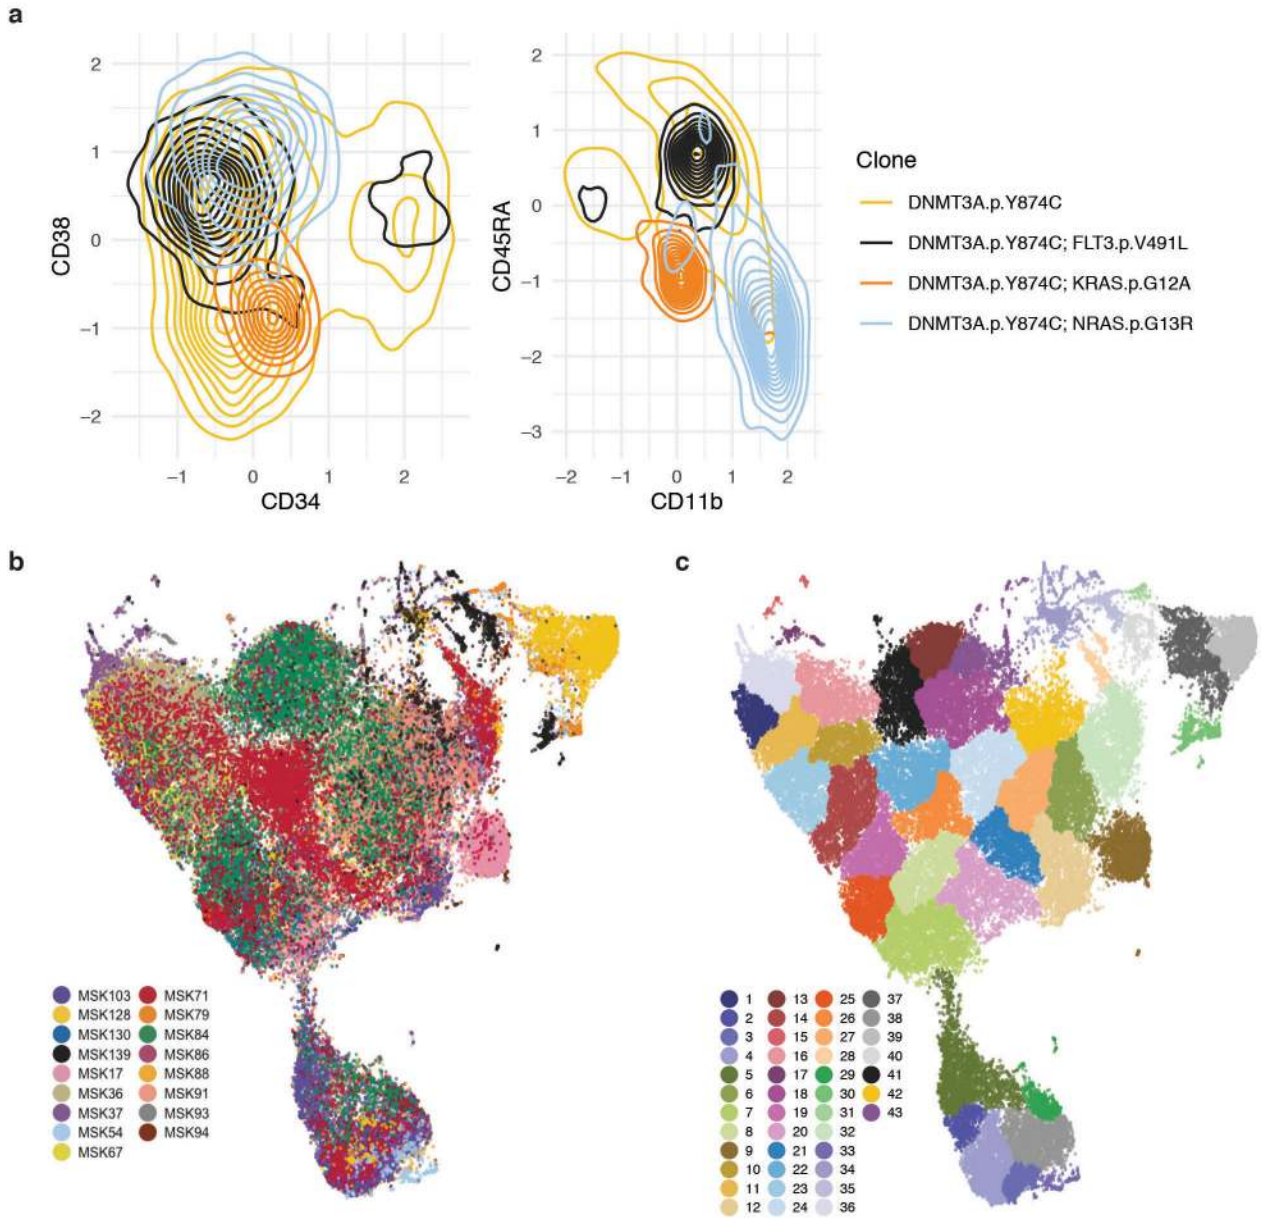 a
2
1
0
−1
−2
CD38
−1
0
1
2
CD34
2
1
0
−1
−2
−3
CD45RA
−2
−1
0
1
2
CD11b
Clone
DNMT3A.p.Y874C
DNMT3A.p.Y874C; FLT3.p.V491L
DNMT3A.p.Y874C; KRAS.p.G12A
DNMT3A.p.Y874C; NRAS.p.G13R
b
MSK103
MSK128
MSK130
MSK139
MSK17
MSK36
MSK37
MSK54
MSK67
MSK71
MSK79
MSK84
MSK86
MSK88
MSK91
MSK93
MSK94
c
1
2
3
4
5
6
7
8
9
10
11
12
13
14
15
16
17
18
19
20
21
22
23
24
25
26
27
28
29
30
31
32
33
34
35
36
37
38
39
40
41
42
43